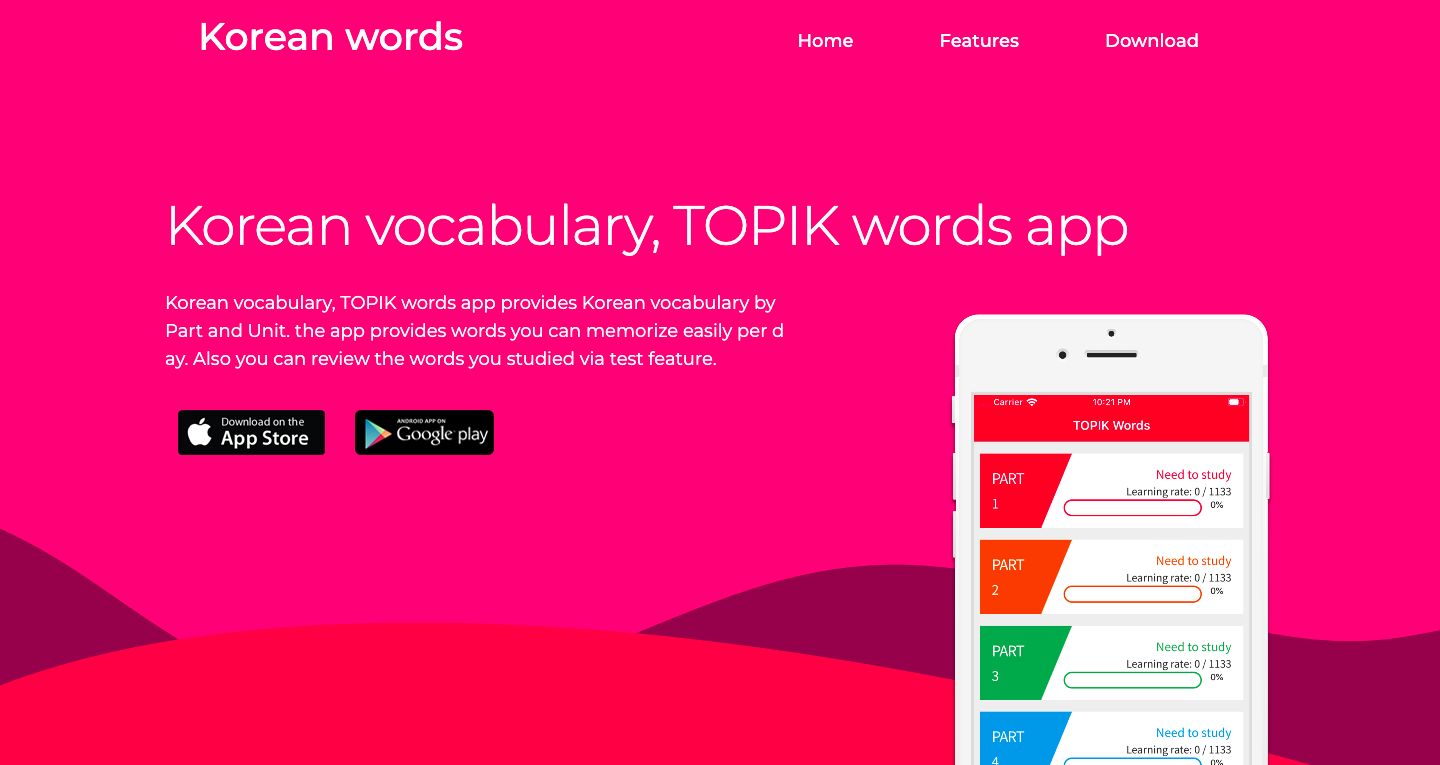 Korean words
Home Features Download
Korean vocabulary, TOPIK words app
Korean vocabulary, TOPIK words app provides Korean vocabulary by
Part and Unit. the app provides words you can memorize easily per d
ay. Also you can review the words you studied via test feature.
Download on the
App Store
ANDROID APP ON
Google play
Carrier 10:21 PM
TOPIK Words
PART
1
Need to study
Learning rate: 0 / 1133
0%
PART
2
Need to study
Learning rate: 0 / 1133
0%
PART
3
Need to study
Learning rate: 0 / 1133
0%
PART
4
Need to study
Learning rate: 0 / 1133
0%